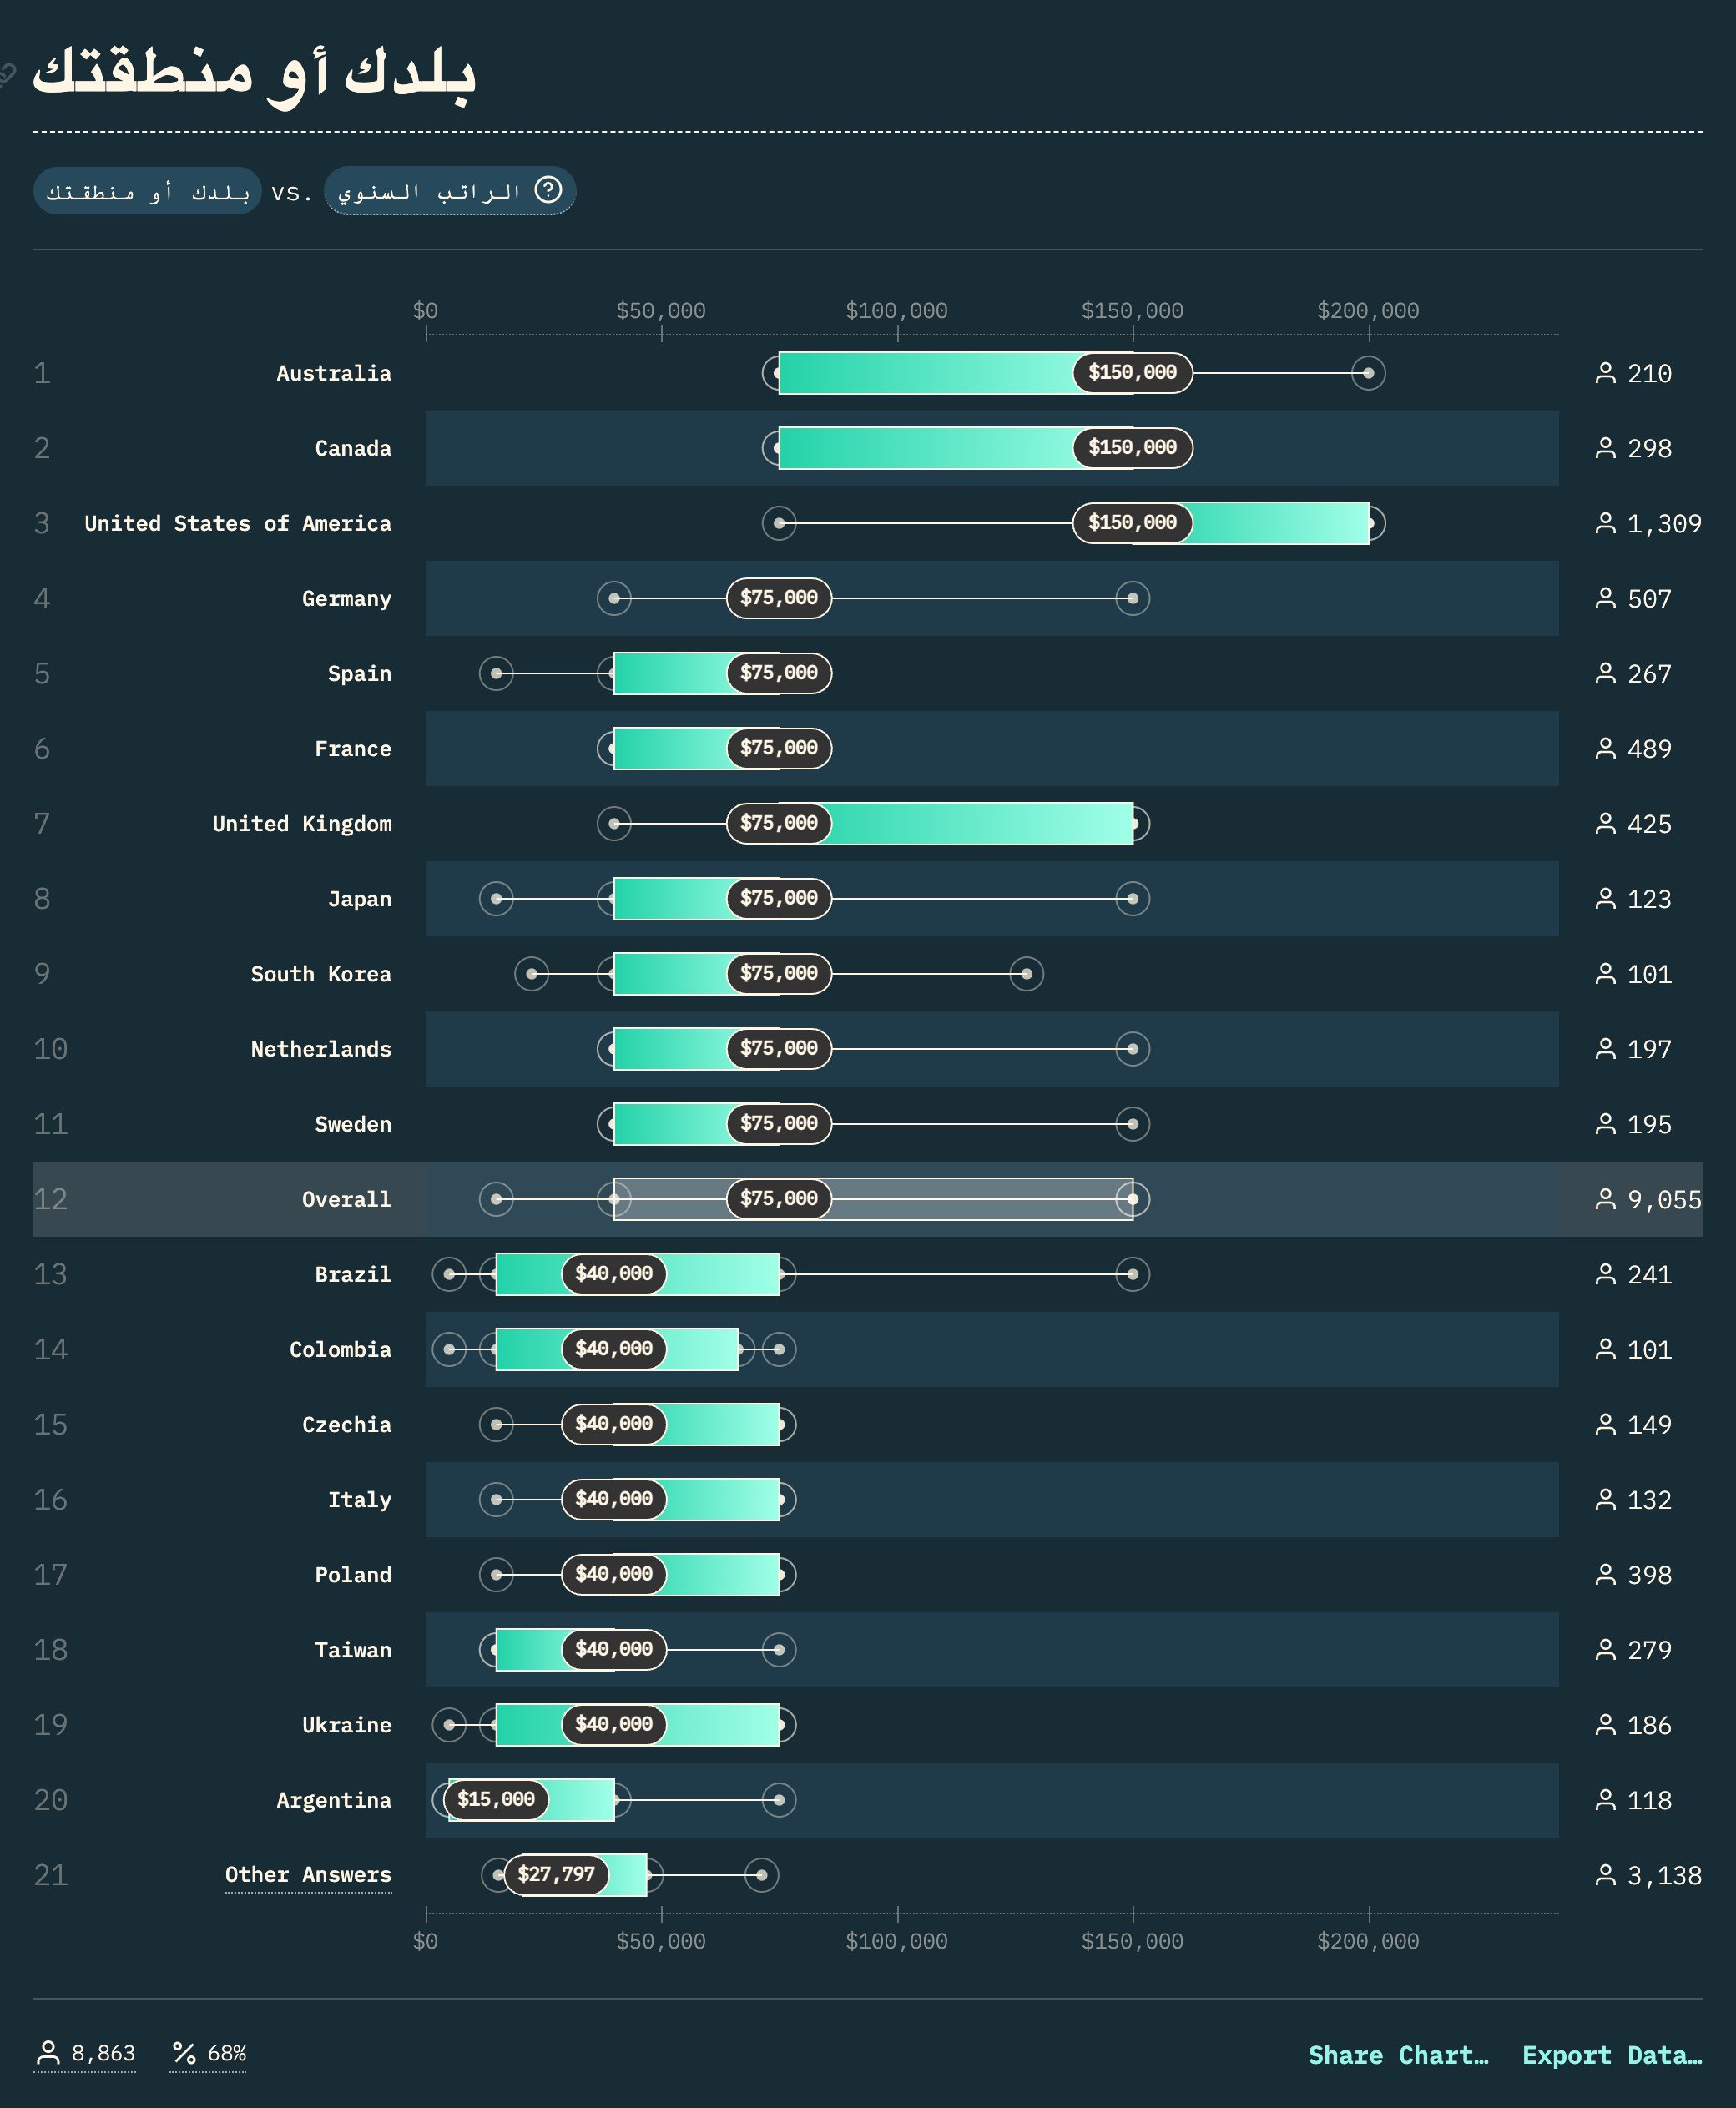 بلدك أو منطقتك
بلدك أو منطقتك vs. الراتب السنوي
$0 $50,000 $100,000 $150,000 $200,000
1 Australia $150,000 210
2 Canada $150,000 298
3 United States of America $150,000 1,309
4 Germany $75,000 507
5 Spain $75,000 267
6 France $75,000 489
7 United Kingdom $75,000 425
8 Japan $75,000 123
9 South Korea $75,000 101
10 Netherlands $75,000 197
11 Sweden $75,000 195
12 Overall $75,000 9,055
13 Brazil $40,000 241
14 Colombia $40,000 101
15 Czechia $40,000 149
16 Italy $40,000 132
17 Poland $40,000 398
18 Taiwan $40,000 279
19 Ukraine $40,000 186
20 Argentina $15,000 118
21 Other Answers $27,797 3,138
$0 $50,000 $100,000 $150,000 $200,000
8,863 68% Share Chart… Export Data…